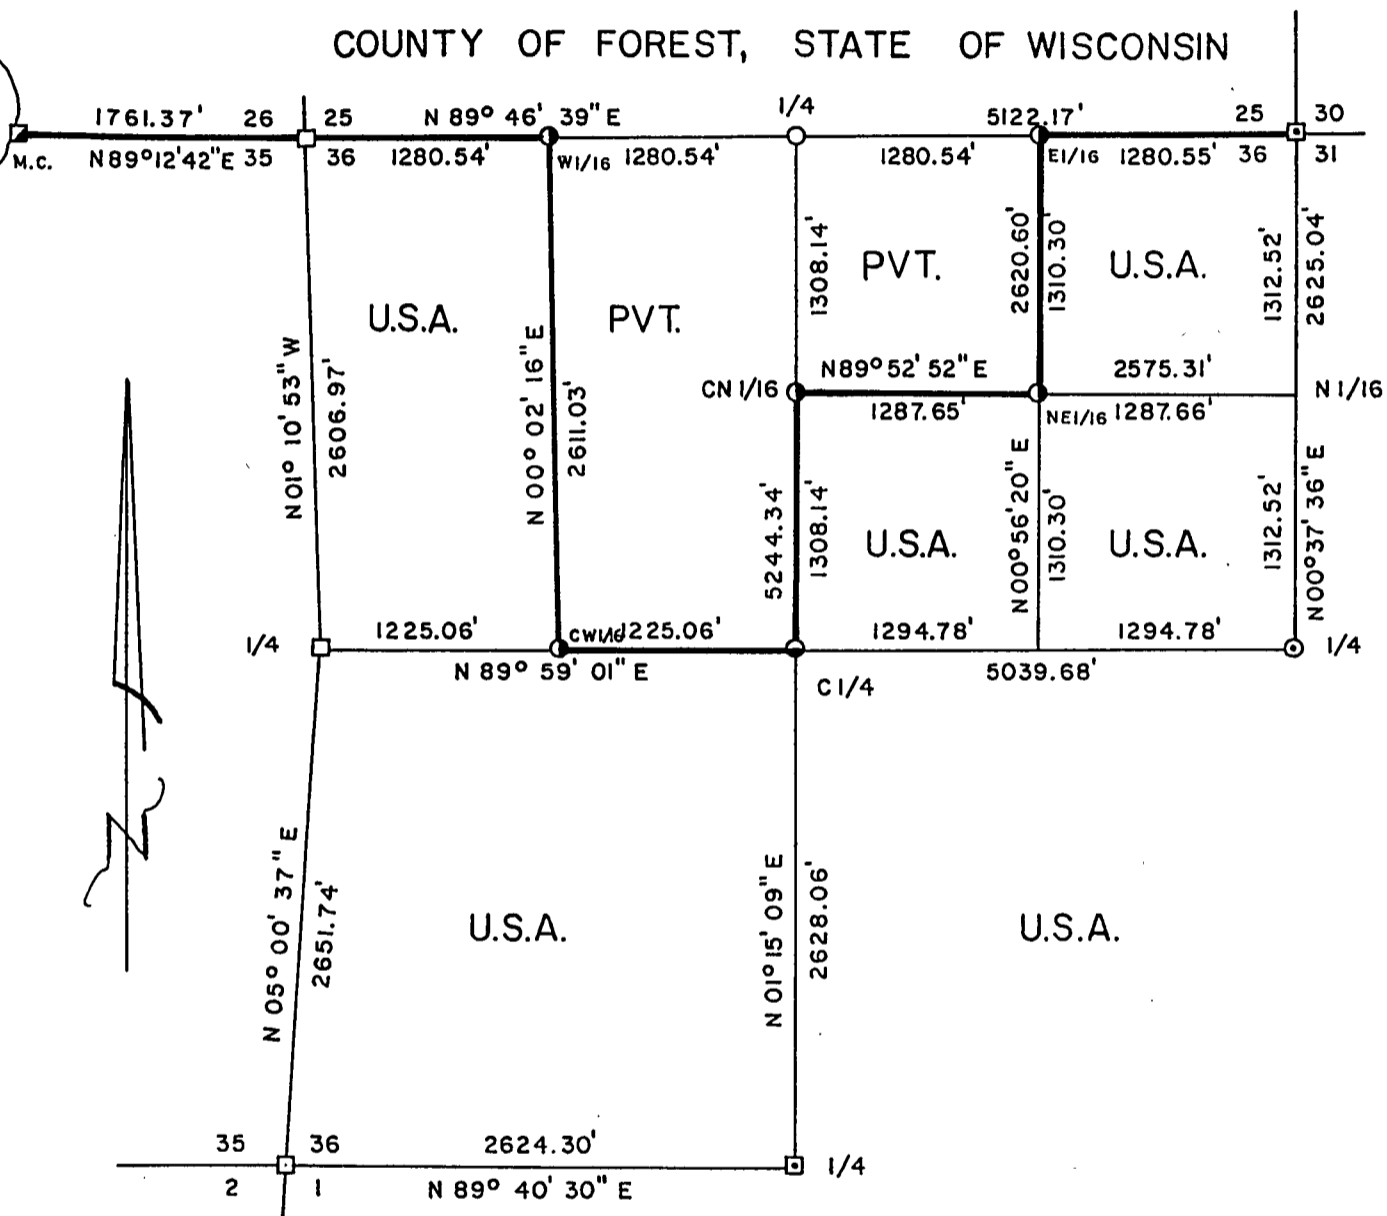 COUNTY OF FOREST, STATE OF WISCONSIN
1761.37' 26 25 N 89° 46' 39" E 1/4 5122.17' 25 30
M.C. N89°12'42"E 35 36 1280.54' W1/16 1280.54' 1280.54' E1/16 1280.55' 36 31
1308.14' 2620.60' 1310.30' 1312.52' 2625.04'
PVT. U.S.A.
U.S.A. PVT.
N01° 10' 53" W 2606.97' N 00° 02' 16" E 2611.03'
N89° 52' 52" E 2575.31'
CN 1/16 1287.65' NE1/16 1287.66' N 1/16
5244.34' 1308.14' N00°56'20" E 1310.30' 1312.52' N00°37' 36" E
U.S.A. U.S.A.
1/4 1225.06' CW1/16 1225.06' 1294.78' 1294.78' 1/4
N 89° 59' 01" E 5039.68'
C 1/4
N
N 05° 00' 37" E 2651.74' N 01° 15' 09" E 2628.06'
U.S.A. U.S.A.
35 36 2624.30' 1/4
2 1 N 89° 40' 30" E